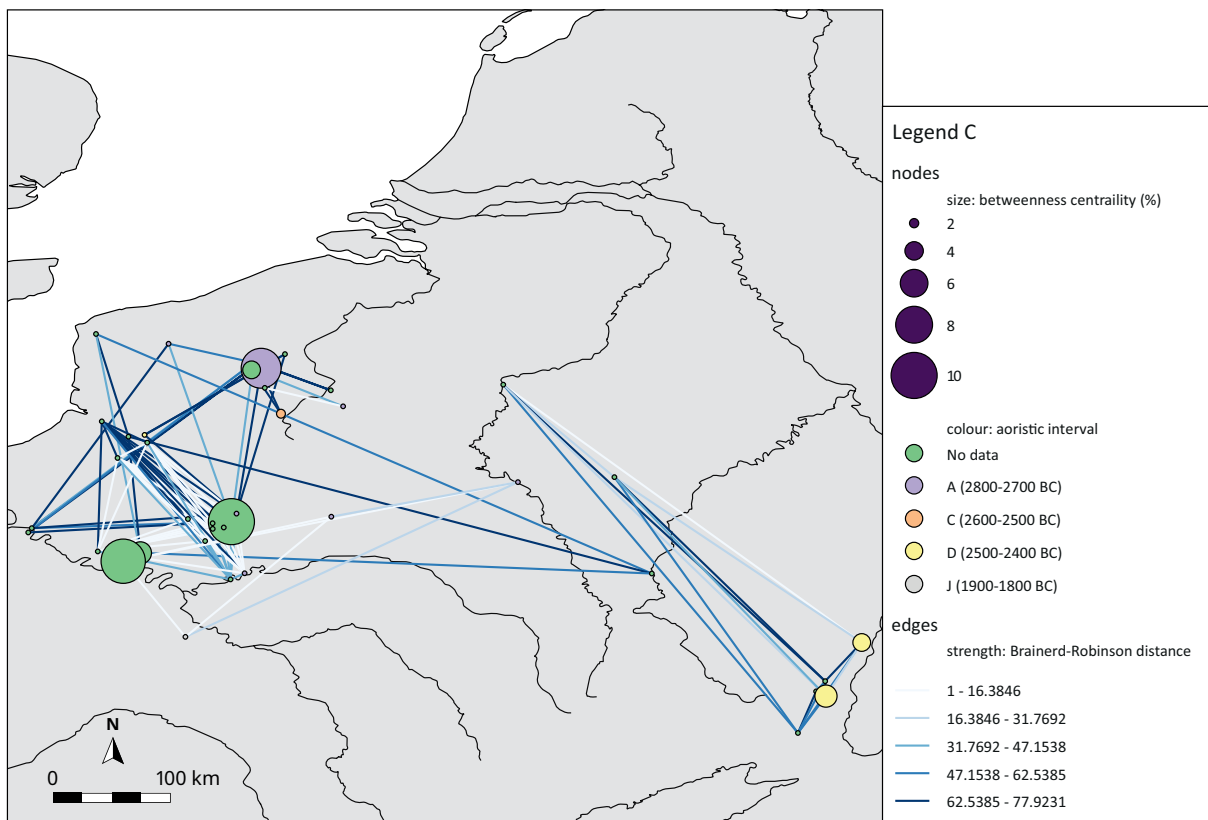 Legend C
nodes
size: betweenness centraility (%)
2
4
6
8
10
colour: aoristic interval
No data
A (2800-2700 BC)
C (2600-2500 BC)
D (2500-2400 BC)
J (1900-1800 BC)
edges
strength: Brainerd-Robinson distance
1 - 16.3846
16.3846 - 31.7692
31.7692 - 47.1538
47.1538 - 62.5385
62.5385 - 77.9231
N
0 100 km